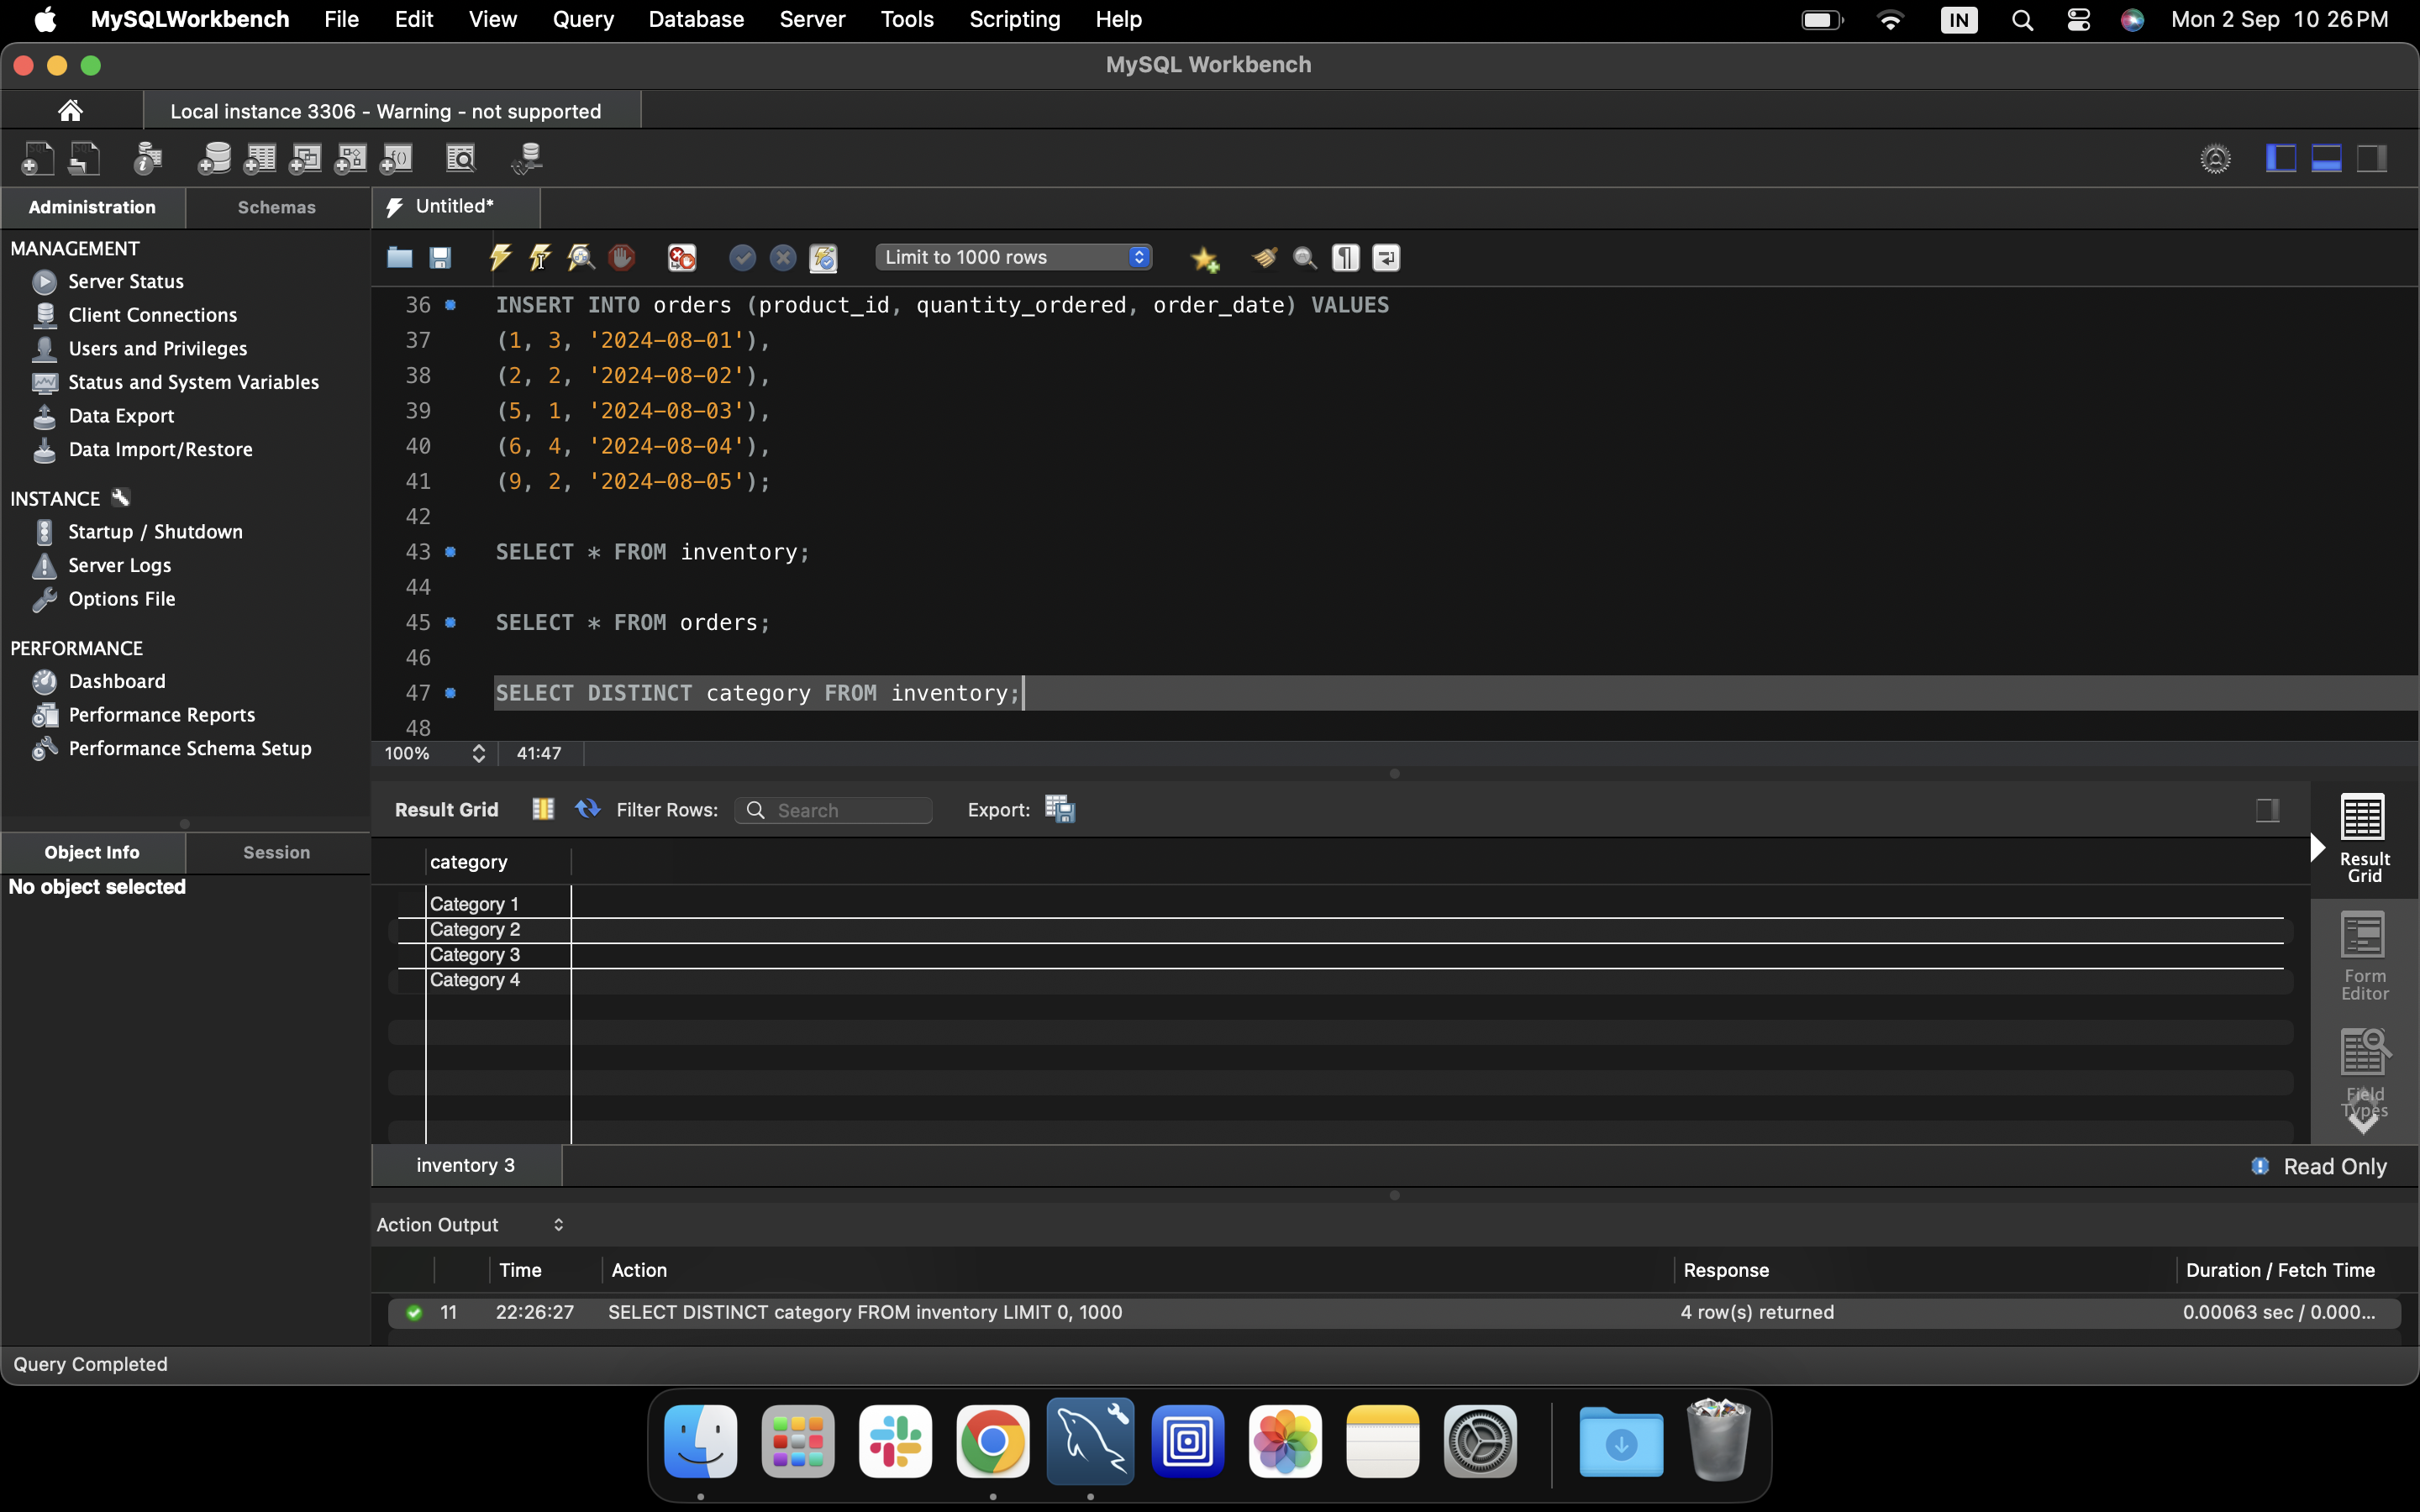 MySQLWorkbench File Edit View Query Database Server Tools Scripting Help IN Mon 2 Sep 10 26PM
MySQL Workbench
Local instance 3306 - Warning - not supported
Administration Schemas Untitled*
MANAGEMENT
Server Status
Client Connections
Users and Privileges
Status and System Variables
Data Export
Data Import/Restore
INSTANCE
Startup / Shutdown
Server Logs
Options File
PERFORMANCE
Dashboard
Performance Reports
Performance Schema Setup
Object Info Session
No object selected
Limit to 1000 rows
36 INSERT INTO orders (product_id, quantity_ordered, order_date) VALUES
37 (1, 3, '2024-08-01'),
38 (2, 2, '2024-08-02'),
39 (5, 1, '2024-08-03'),
40 (6, 4, '2024-08-04'),
41 (9, 2, '2024-08-05');
42
43 SELECT * FROM inventory;
44
45 SELECT * FROM orders;
46
47 SELECT DISTINCT category FROM inventory;
48
100% 41:47
Result Grid Filter Rows: Search Export:
category
Category 1
Category 2
Category 3
Category 4
Result
Grid
Form
Editor
Field
Types
inventory 3 Read Only
Action Output
Time Action Response Duration / Fetch Time
11 22:26:27 SELECT DISTINCT category FROM inventory LIMIT 0, 1000 4 row(s) returned 0.00063 sec / 0.000...
Query Completed